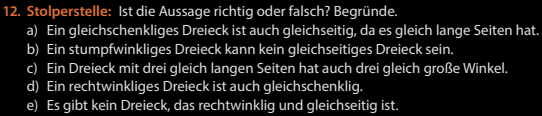 12. Stolperstelle: Ist die Aussage richtig oder falsch? Begründe.
a) Ein gleichschenkliges Dreieck ist auch gleichseitig, da es gleich lange Seiten hat.
b) Ein stumpfwinkliges Dreieck kann kein gleichseitiges Dreieck sein.
c) Ein Dreieck mit drei gleich langen Seiten hat auch drei gleich große Winkel.
d) Ein rechtwinkliges Dreieck ist auch gleichschenklig.
e) Es gibt kein Dreieck, das rechtwinklig und gleichseitig ist.